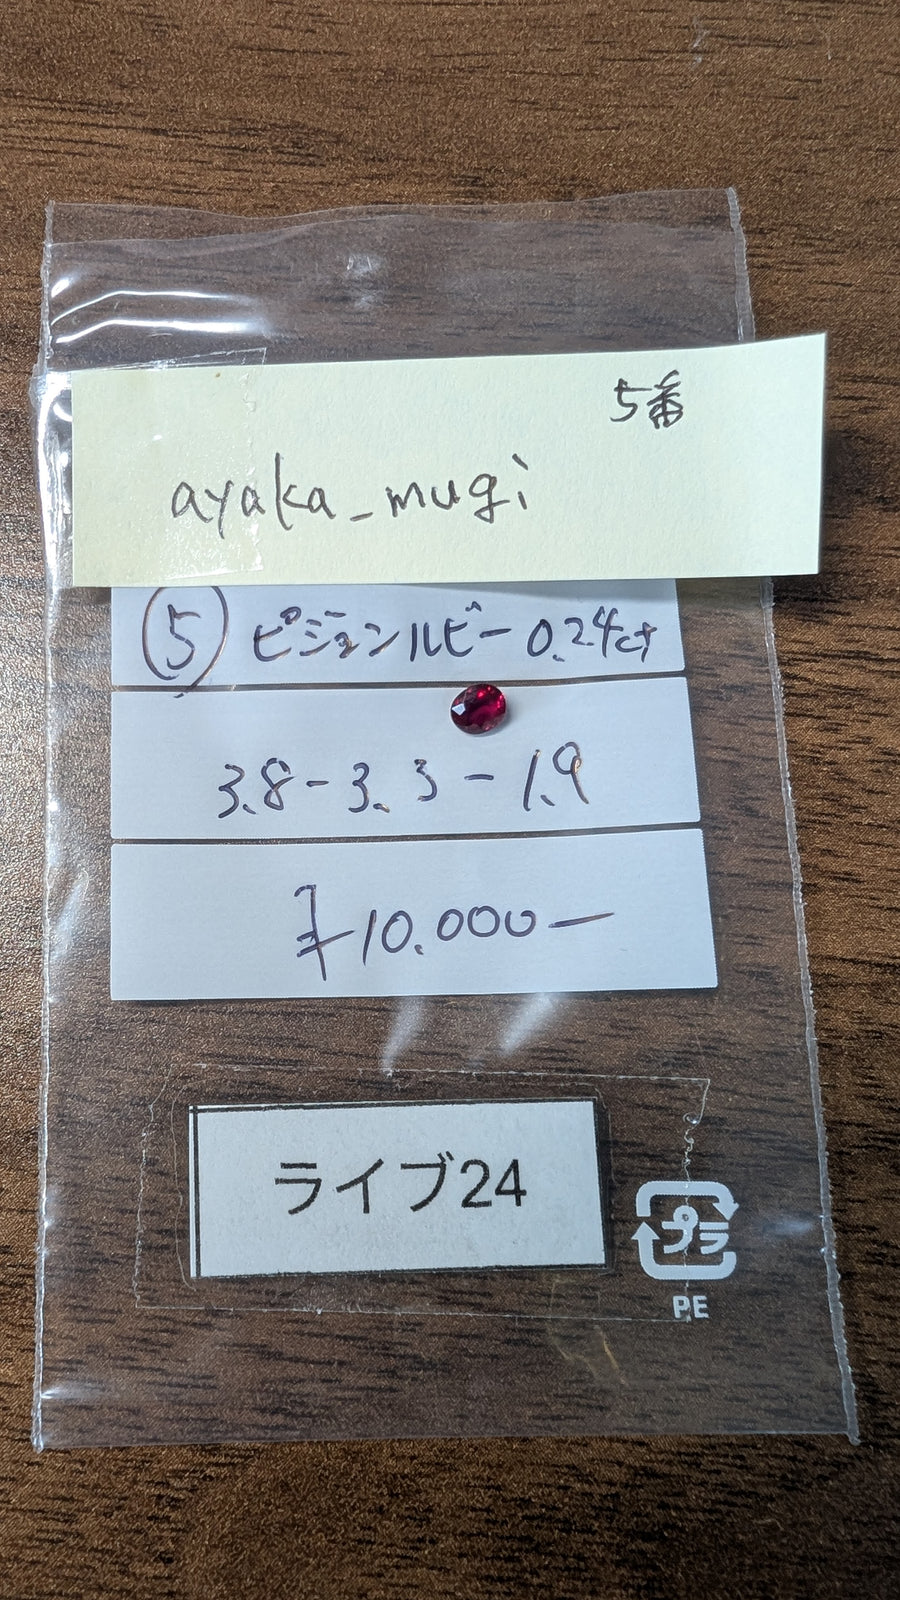 5番
ayaka_mugi
⑤ ピジョンルビー 0.24ct
3.8-3.3-1.9
¥10.000-
ライブ24
プラ
PE